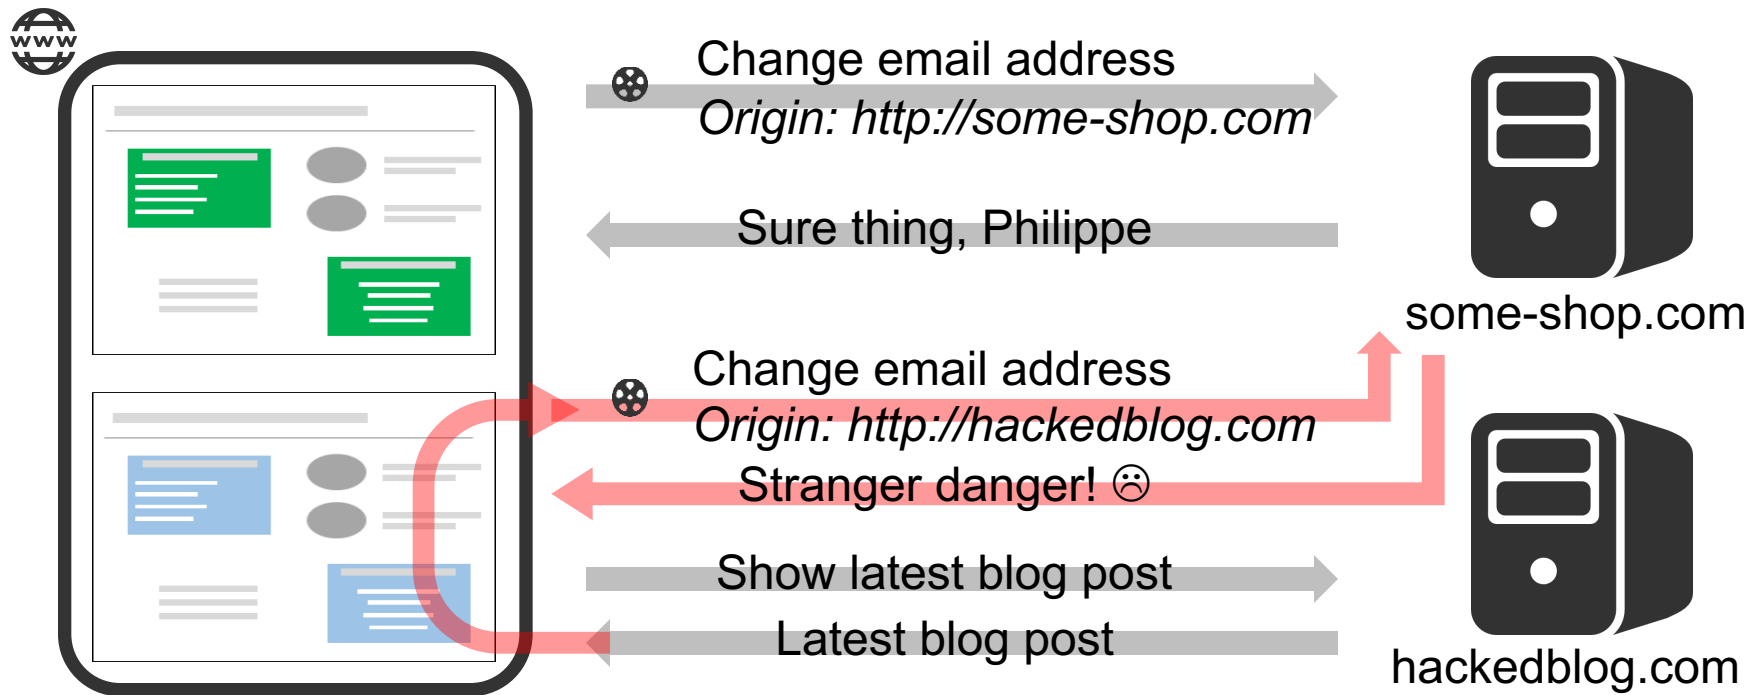 www
Change email address
Origin: http://some-shop.com
Sure thing, Philippe
some-shop.com
Change email address
Origin: http://hackedblog.com
Stranger danger! ☹
Show latest blog post
Latest blog post
hackedblog.com